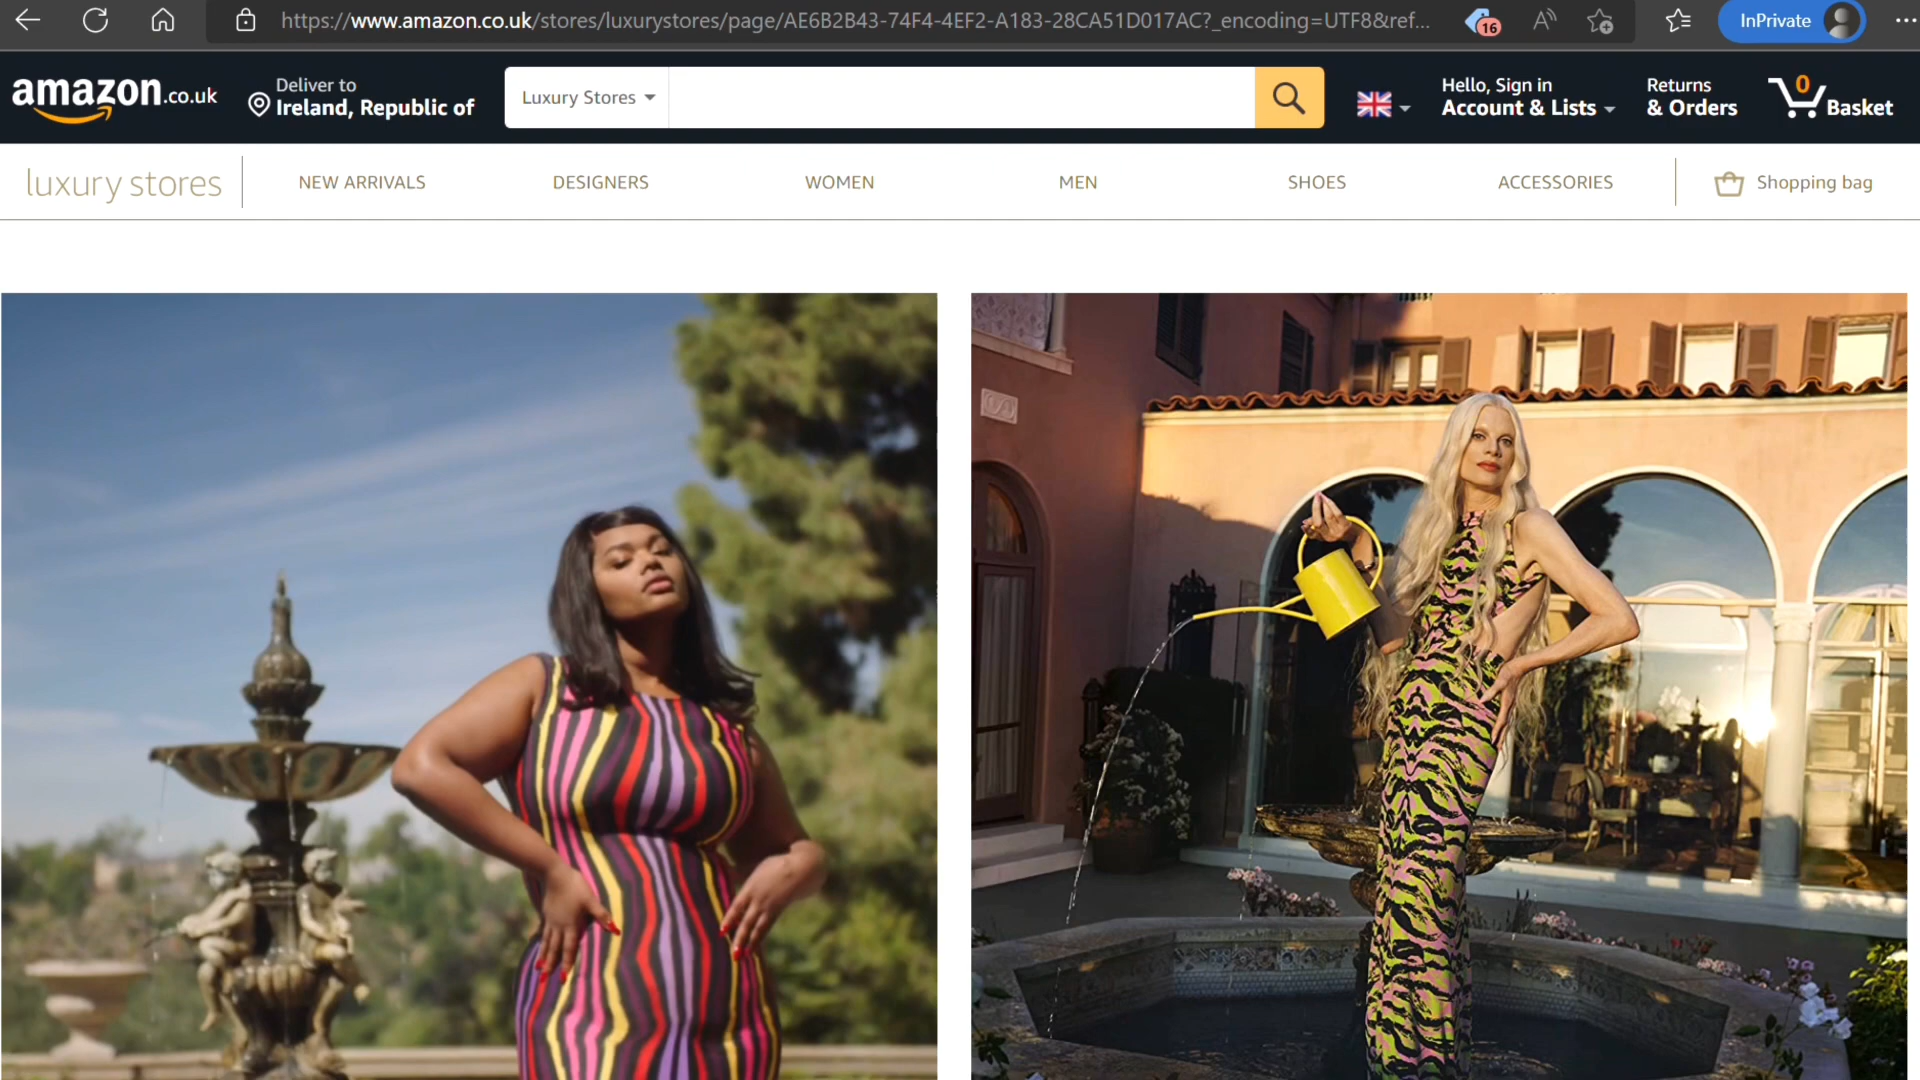 https://www.amazon.co.uk/stores/luxurystores/page/AE6B2B43-74F4-4EF2-A183-28CA51D017AC?_encoding=UTF8&ref...
16
InPrivate
amazon.co.uk
Deliver to
Ireland, Republic of
Luxury Stores
Hello, Sign in
Account & Lists
Returns
& Orders
0
Basket
luxury stores
NEW ARRIVALS
DESIGNERS
WOMEN
MEN
SHOES
ACCESSORIES
Shopping bag